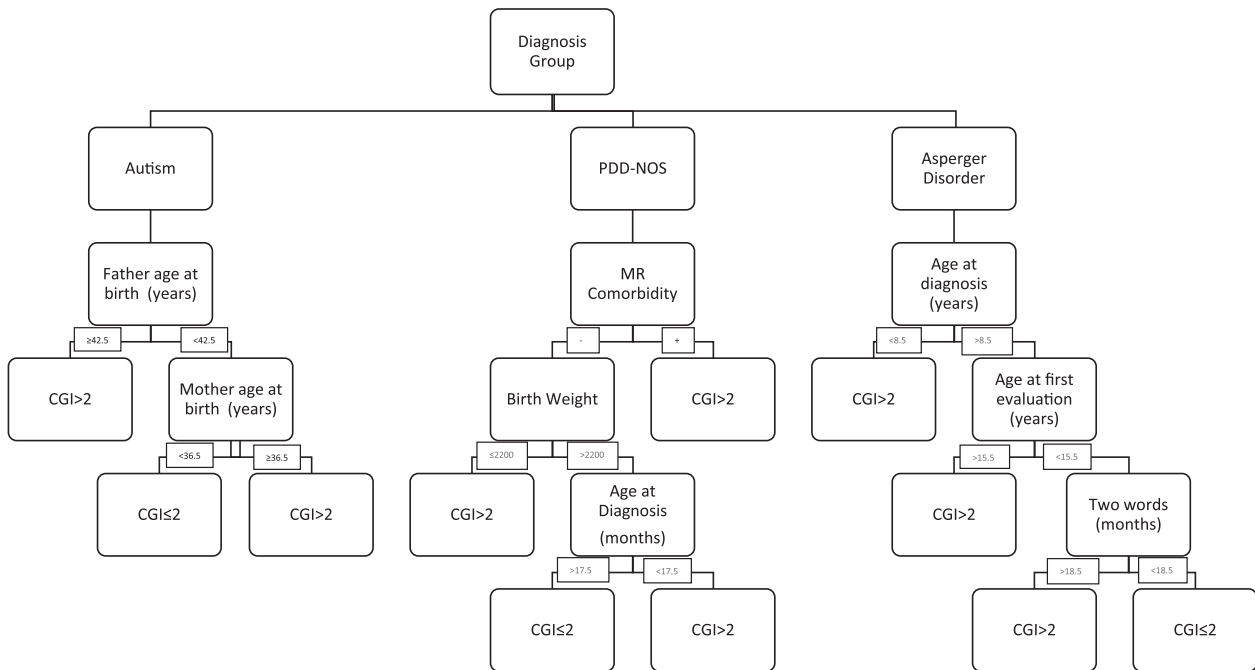 Diagnosis
Group
Autism
PDD-NOS
Asperger
Disorder
Father age at
birth (years)
MR
Comorbidity
Age at
diagnosis
(years)
≥42.5
<42.5
-
+
<8.5
>8.5
CGI>2
Mother age at
birth (years)
Birth Weight
CGI>2
CGI>2
Age at first
evaluation
(years)
<36.5
≥36.5
≤2200
>2200
>15.5
<15.5
CGI≤2
CGI>2
CGI>2
Age at
Diagnosis
(months)
CGI>2
Two words
(months)
>17.5
<17.5
>18.5
<18.5
CGI≤2
CGI>2
CGI>2
CGI≤2